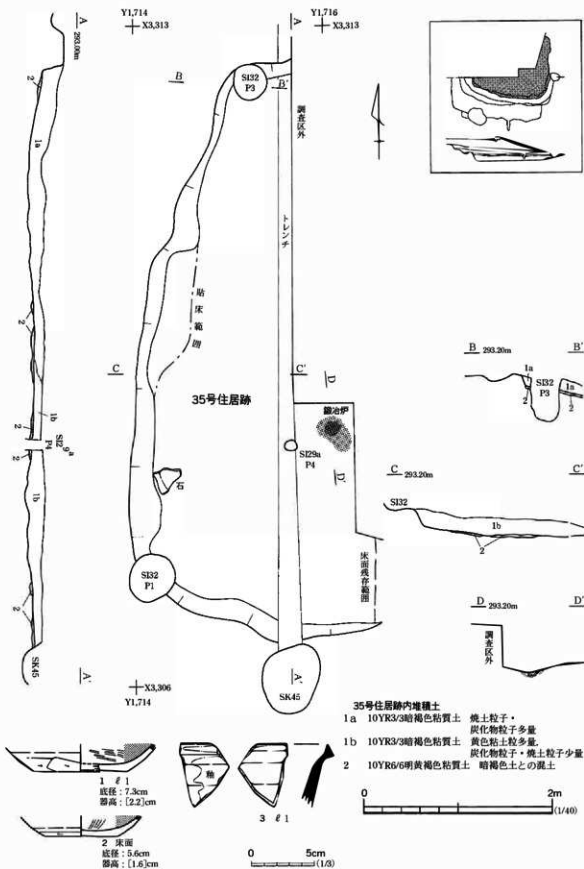 Y1,714
X3,313
Y1,716
X3,313
A
293.00m
2
1a
2
1b
2
2
1b
2
SK45
A'
B
B'
SI32
P3
調査区外
トレンチ
貼床範囲
C
C'
35号住居跡
D
鍛冶炉
SI29a
P4
D'
石
床面残存範囲
SI32
P1
A
A'
SK45
X3,306
Y1,714
B 293.20m B'
1a
2
SI32
P3
1a
2
C 293.20m C'
SI32
1b
2
D 293.20m D'
調査区外
35号住居跡内堆積土
1a 10YR3/3暗褐色粘質土 焼土粒子・
炭化物粒子多量
1b 10YR3/3暗褐色粘質土 黄色粘土粒多量,
炭化物粒子・焼土粒子少量
2 10YR6/6明黄褐色粘質土 暗褐色土との混土
0 2m
(1/40)
1 ℓ1
底径:7.3cm
器高:[2.2]cm
2 床面
底径:5.6cm
器高:[1.6]cm
釉
3 ℓ1
0 5cm
(1/3)